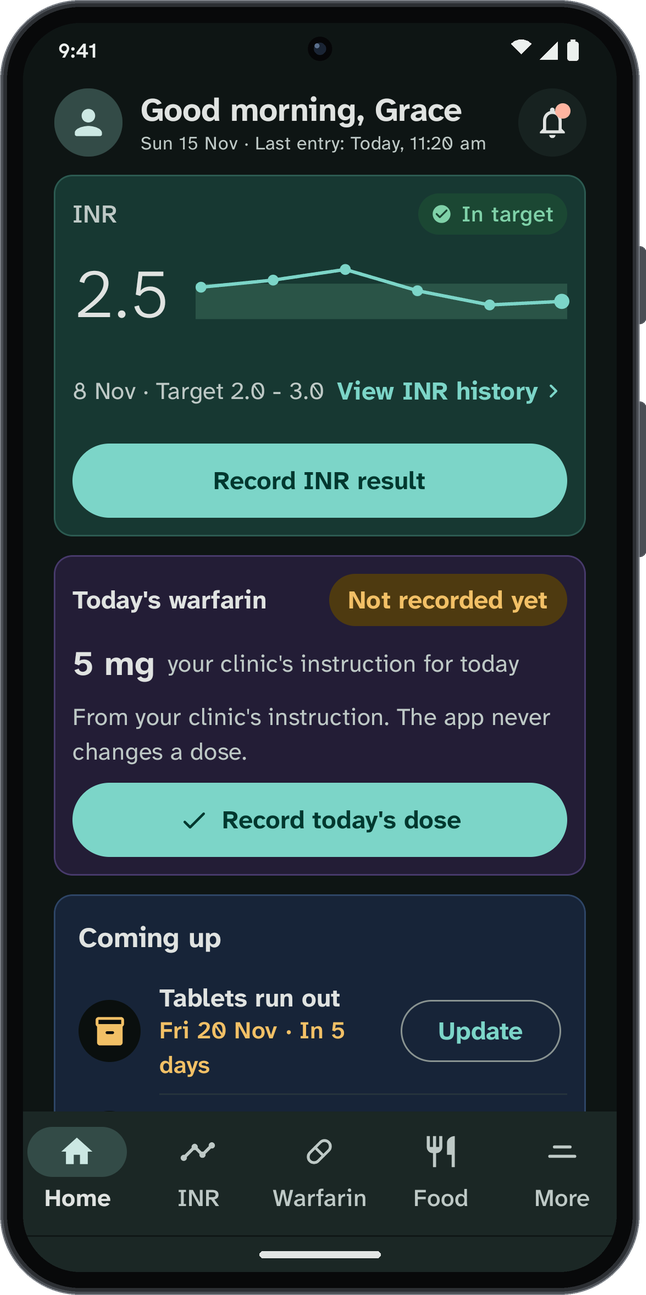 9:41
Good morning, Grace
Sun 15 Nov · Last entry: Today, 11:20 am
INR
In target
2.5
8 Nov · Target 2.0 - 3.0
View INR history
Record INR result
Today's warfarin
Not recorded yet
5 mg your clinic's instruction for today
From your clinic's instruction. The app never
changes a dose.
Record today's dose
Coming up
Tablets run out
Fri 20 Nov · In 5
days
Update
Home
INR
Warfarin
Food
More